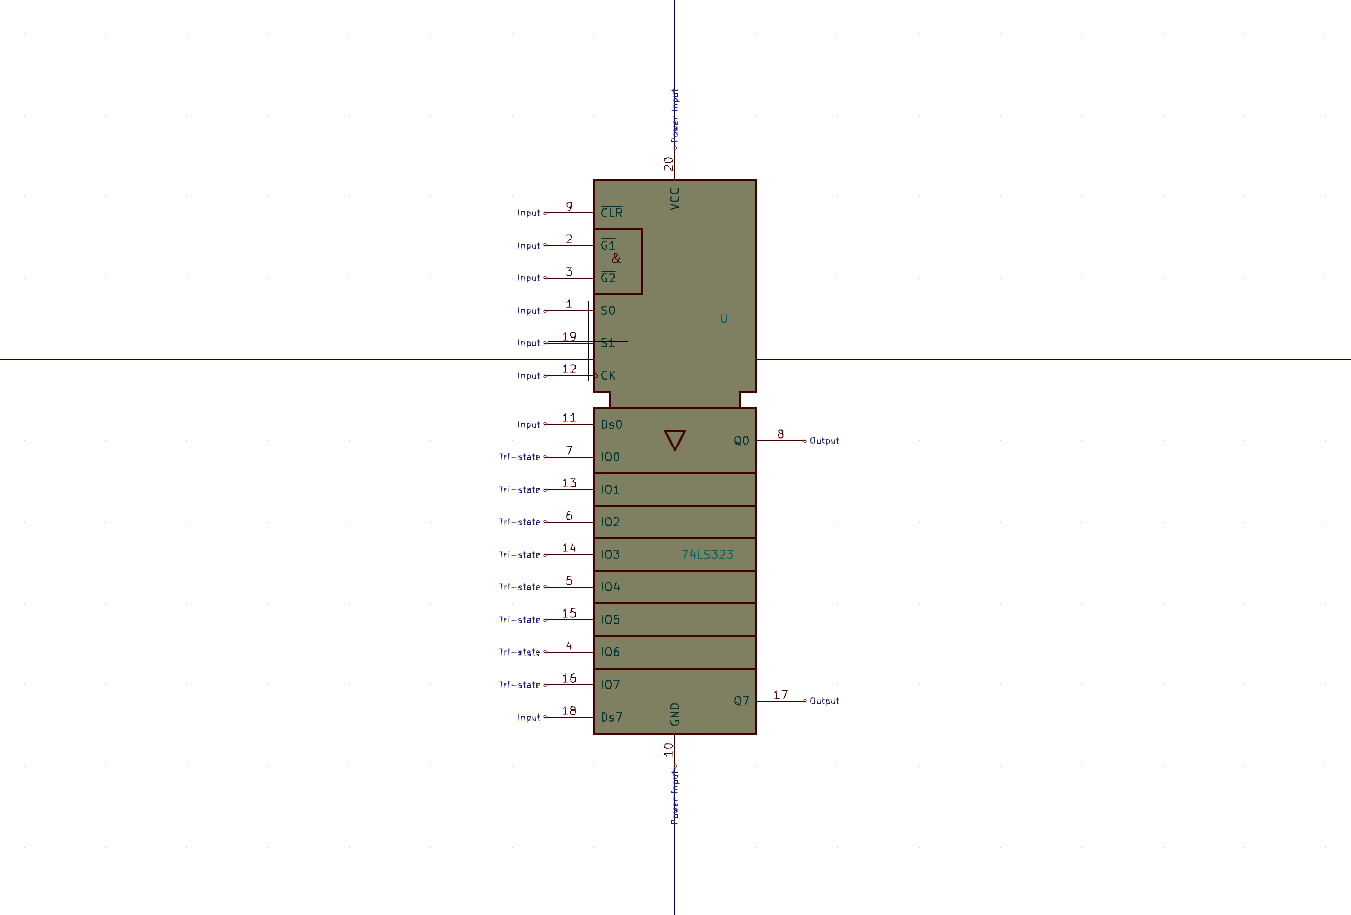 Power Input
20
VCC
Input 9 CLR
Input 2 G1
&
Input 3 G2
Input 1 S0
U
Input 19 S1
Input 12 CK
Input 11 Ds0
Q0 8 Output
Tri-state 7 IO0
Tri-state 13 IO1
Tri-state 6 IO2
Tri-state 14 IO3 74LS323
Tri-state 5 IO4
Tri-state 15 IO5
Tri-state 4 IO6
Tri-state 16 IO7
Q7 17 Output
Input 18 Ds7
GND
10
Power Input